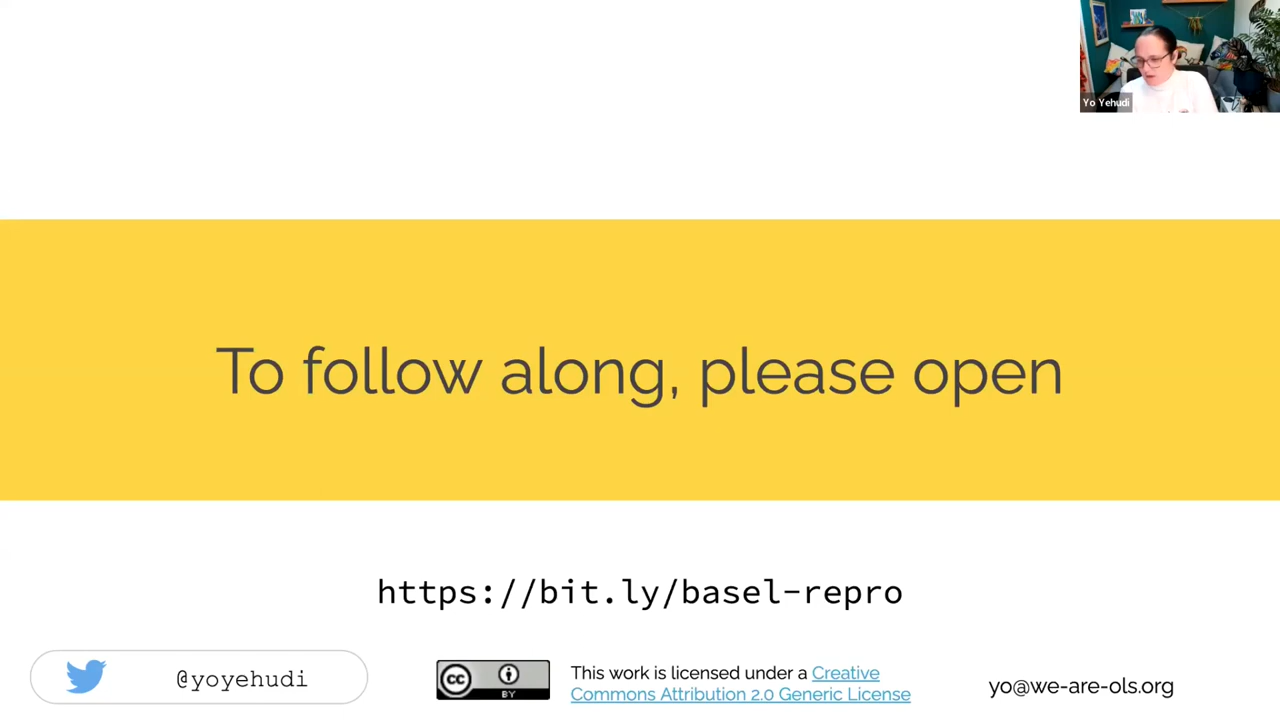 Yo Yehudi
To follow along, please open
https://bit.ly/basel-repro
@yoyehudi
BY
This work is licensed under a Creative
Commons Attribution 2.0 Generic License
yo@we-are-ols.org